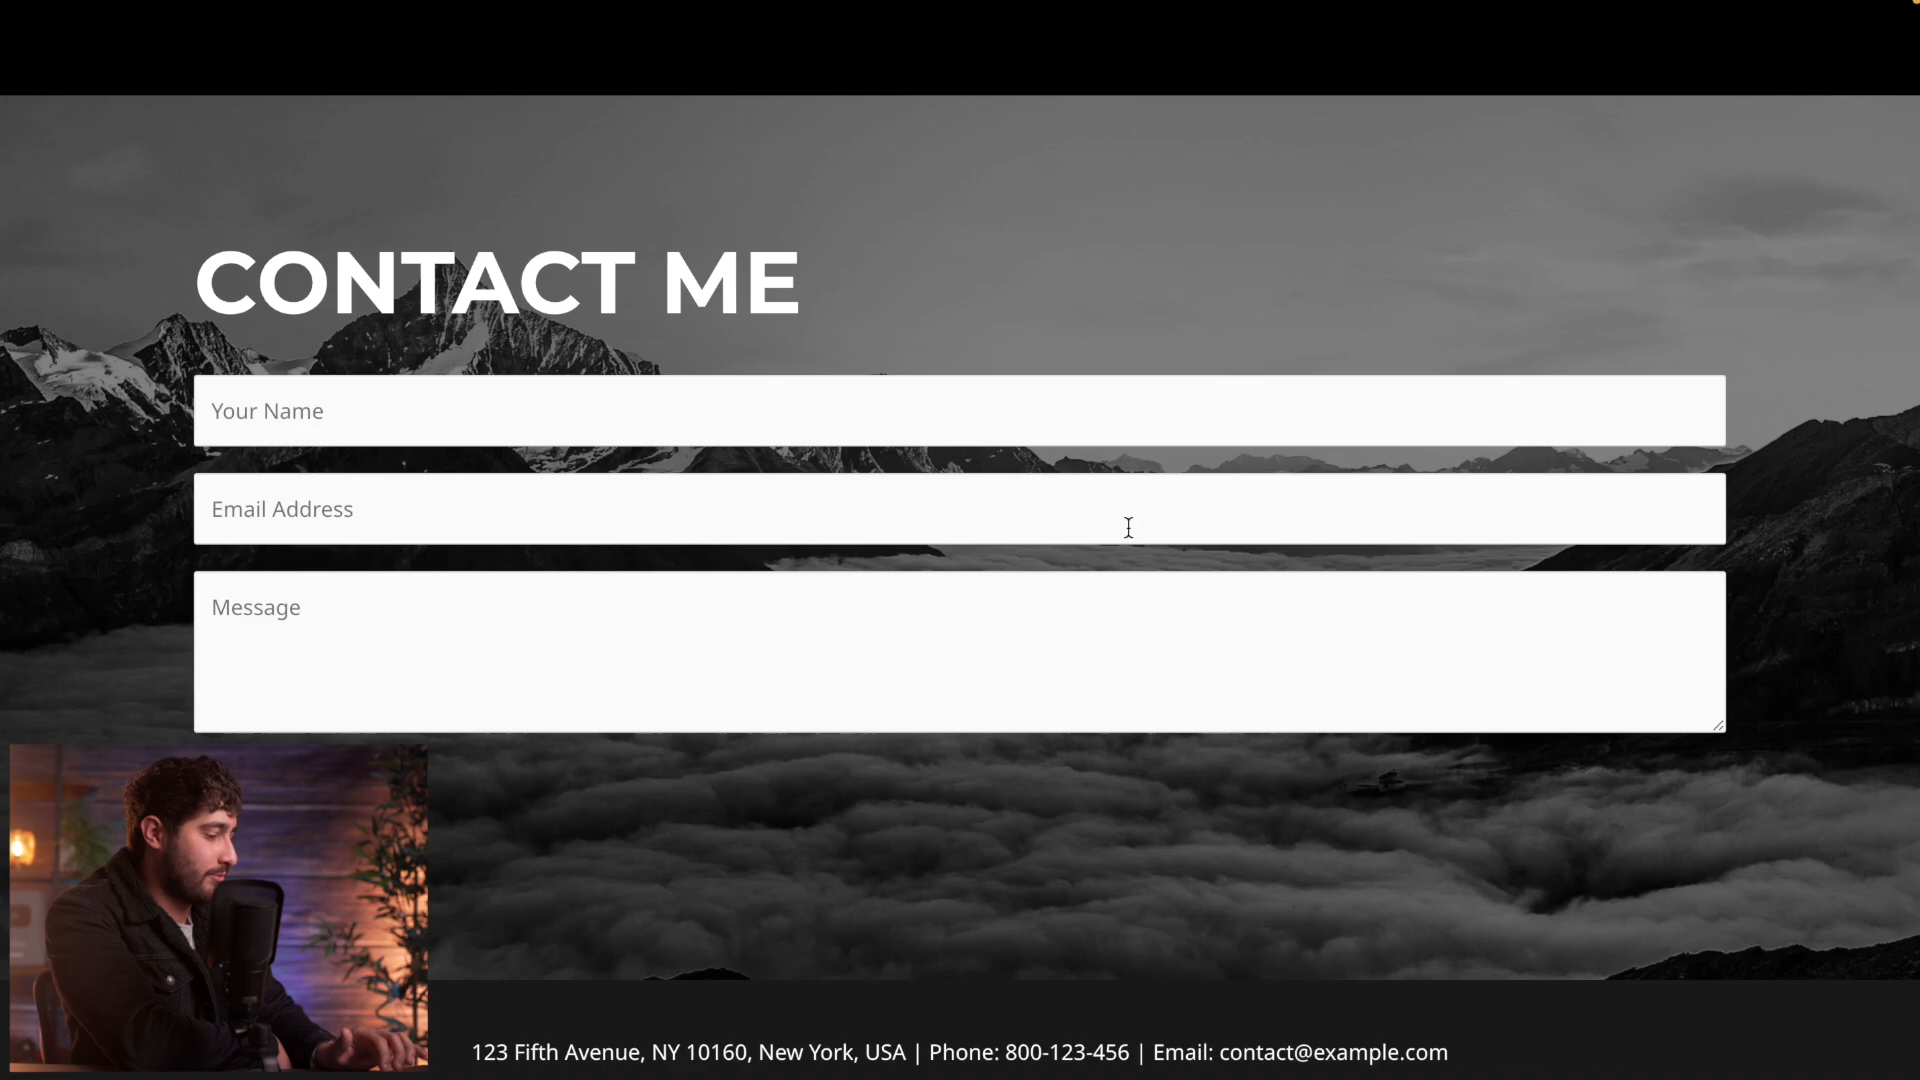 CONTACT ME
Your Name
Email Address
Message
123 Fifth Avenue, NY 10160, New York, USA | Phone: 800-123-456 | Email: contact@example.com